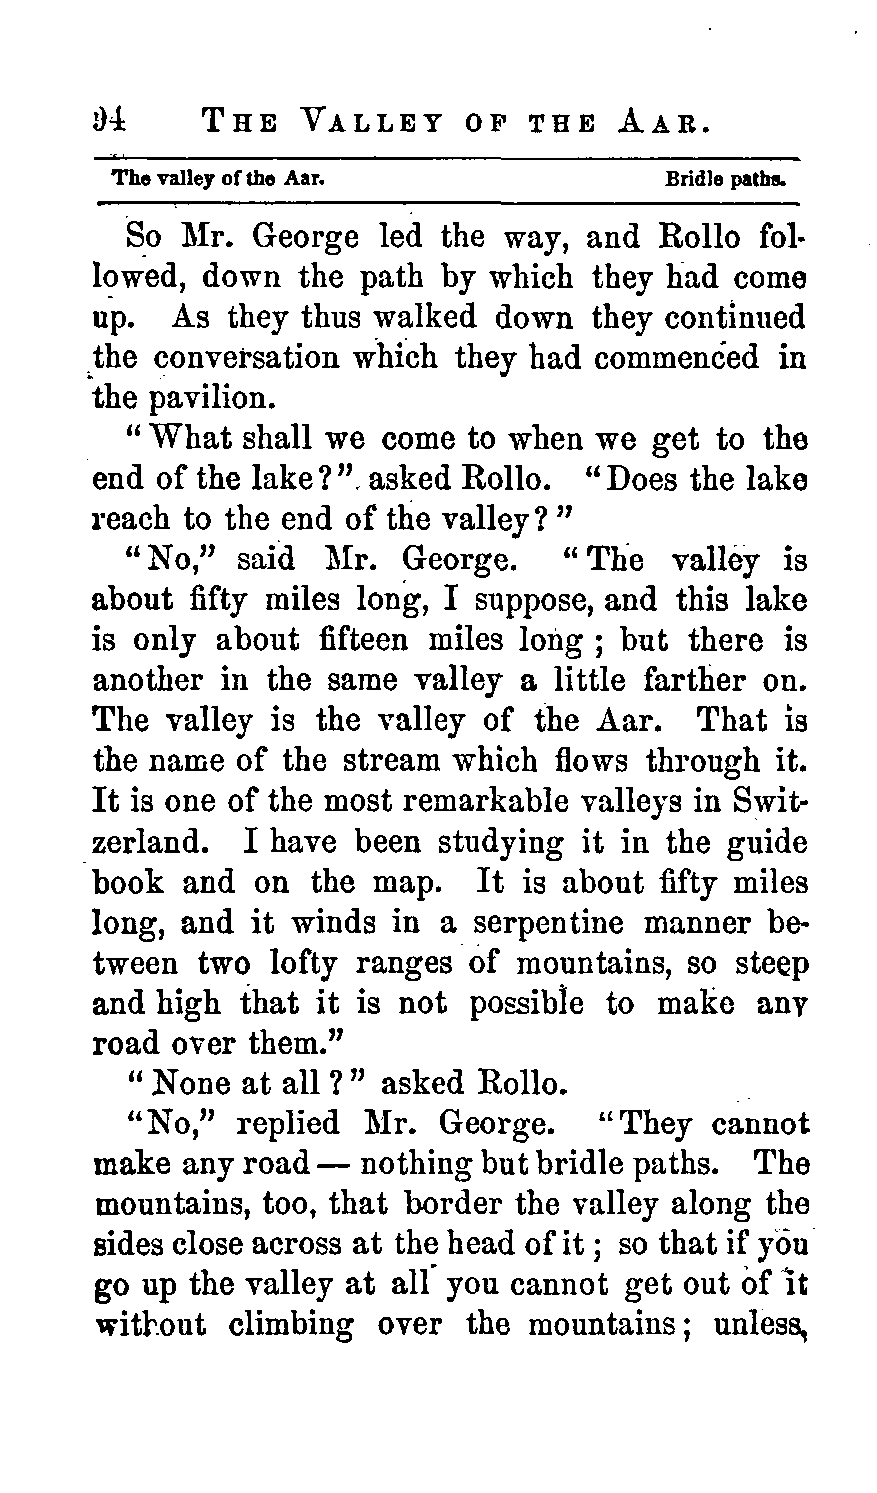 94 THE VALLEY OF THE AAR.
The valley of the Aar. Bridle paths.
So Mr. George led the way, and Rollo fol-
lowed, down the path by which they had come
up. As they thus walked down they continued
the conversation which they had commenced in
the pavilion.
“What shall we come to when we get to the
end of the lake?” asked Rollo. “Does the lake
reach to the end of the valley?”
“No,” said Mr. George. “The valley is
about fifty miles long, I suppose, and this lake
is only about fifteen miles long; but there is
another in the same valley a little farther on.
The valley is the valley of the Aar. That is
the name of the stream which flows through it.
It is one of the most remarkable valleys in Swit-
zerland. I have been studying it in the guide
book and on the map. It is about fifty miles
long, and it winds in a serpentine manner be-
tween two lofty ranges of mountains, so steep
and high that it is not possible to make any
road over them.”
“None at all?” asked Rollo.
“No,” replied Mr. George. “They cannot
make any road — nothing but bridle paths. The
mountains, too, that border the valley along the
sides close across at the head of it; so that if you
go up the valley at all you cannot get out of it
without climbing over the mountains; unless,